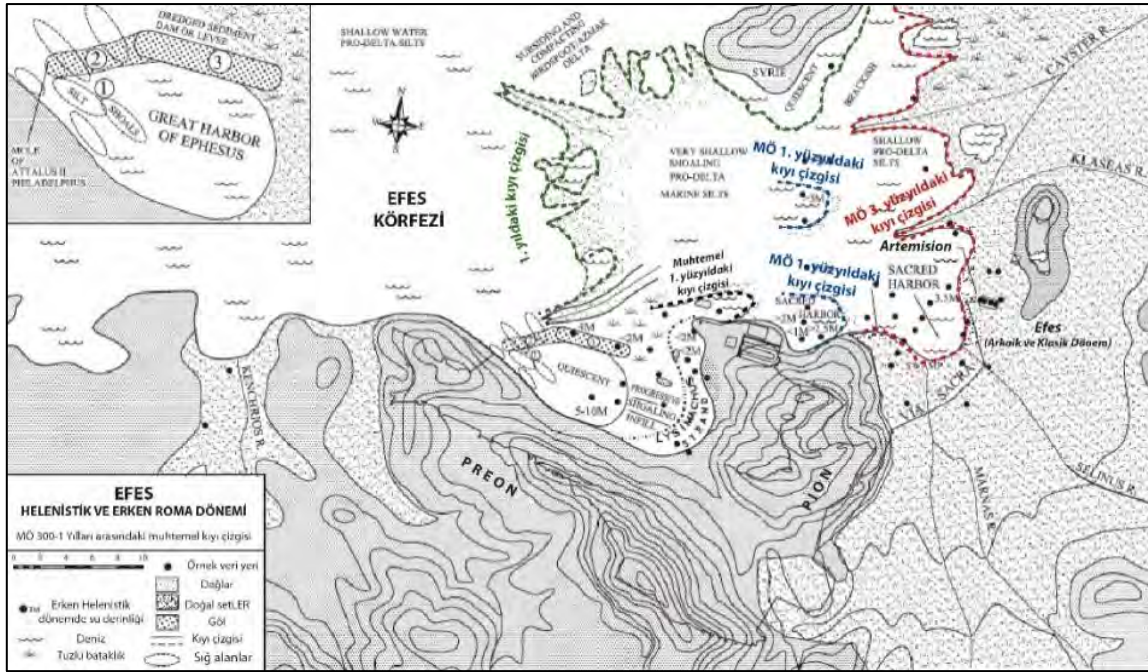 DREDGED SEDIMENT
DAM OR LEVEE
2
3
1
SILT
SHOALS
GREAT HARBOR
OF EPHESUS
MOLE
OF
ATTALUS II
PHILADELPHUS
SHALLOW WATER
PRO-DELTA SILTS
N
SUBSIDING AND
COMPACTING
BIRDSFOOT AZMAK
DELTA
SYRIE
QUIESCENT
BRACKISH
CAYSTER R.
KLASEAS R.
EFES
KÖRFEZİ
1. yıldaki kıyı çizgisi
VERY SHALLOW
SHOALING
PRO-DELTA
MARINE SILTS
MÖ 1. yüzyıldaki
kıyı çizgisi
SHALLOW
PRO-DELTA
SILTS
MÖ 3. yüzyıldaki
kıyı çizgisi
Artemision
Muhtemel
1. yüzyıldaki
kıyı çizgisi
MÖ 1. yüzyıldaki
kıyı çizgisi
SACRED
HARBOR
SACRED
HARBOR
3.5M
>2M
<1M
Efes
(Arkaik ve Klasik Dönem)
QUIESCENT
5-10M
PROGRESSIVE
SHOALING
INFILL
LYSIMACHUS
STRAND
VIA SACRA
KENCHRIOS R.
PREON
PİON
MARNAS R.
SELINUS R.
EFES
HELENİSTİK VE ERKEN ROMA DÖNEMİ
MÖ 300-1 Yılları arasındaki muhtemel kıyı çizgisi
Örnek veri yeri
Dağlar
Erken Helenistik
dönemde su derinliği
Doğal setLER
Göl
Deniz
Kıyı çizgisi
Tuzlu bataklık
Sığ alanlar